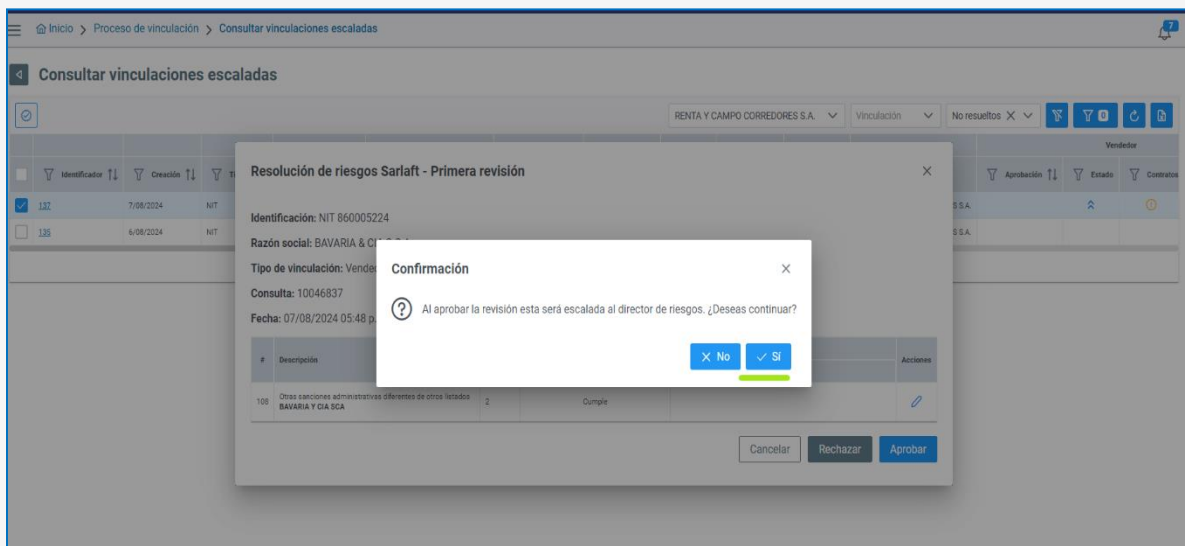 Inicio > Proceso de vinculación > Consultar vinculaciones escaladas
7
Consultar vinculaciones escaladas
RENTA Y CAMPO CORREDORES S.A. Vinculación No resueltos X 0
Vendedor
Identificador Creación Aprobación Estado Contratos
137 7/08/2024 NIT S S.A.
135 6/08/2024 NIT S S.A.
Resolución de riesgos Sarlaft - Primera revisión
Identificación: NIT 860005224
Razón social: BAVARIA & CI
Tipo de vinculación: Vende
Consulta: 10046837
Fecha: 07/08/2024 05:48 p.
# Descripción Acciones
108 Otras sanciones administrativas diferentes de otros listados 2 Cumple
BAVARIA Y CIA SCA
Cancelar Rechazar Aprobar
Confirmación
Al aprobar la revisión esta será escalada al director de riesgos. ¿Deseas continuar?
No Sí